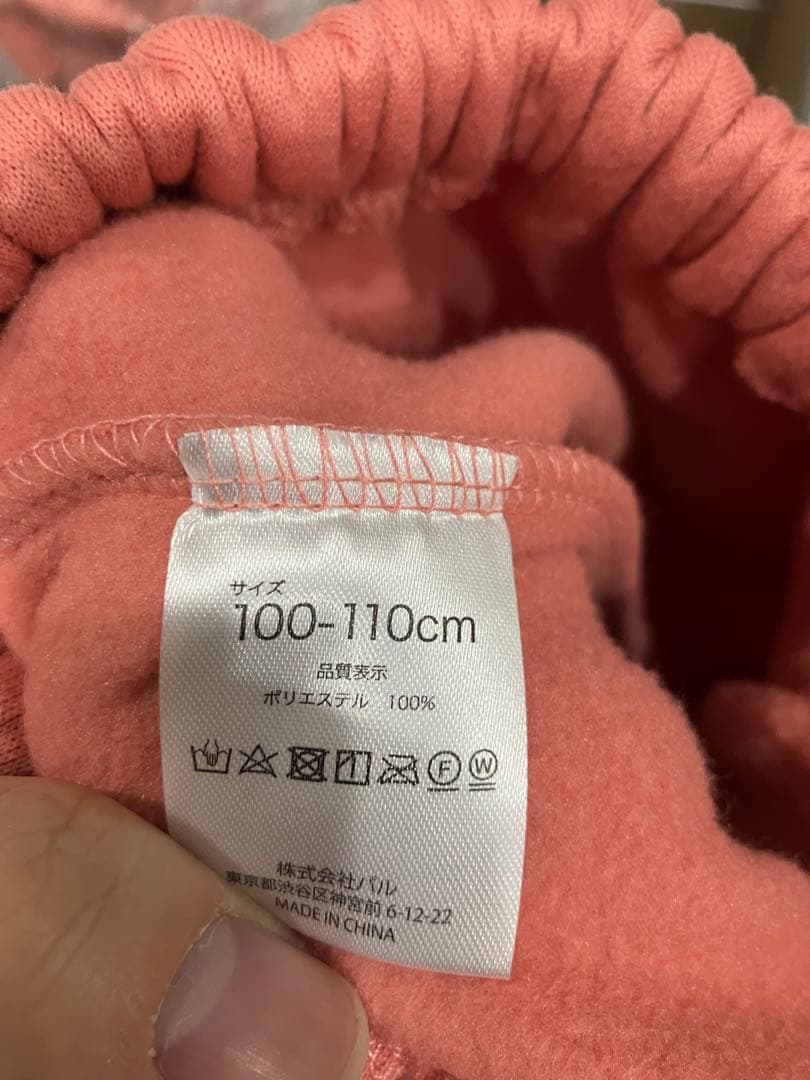 サイズ
100-110cm
品質表示
ポリエステル 100%
F W
株式会社パル
東京都渋谷区神宮前 6-12-22
MADE IN CHINA